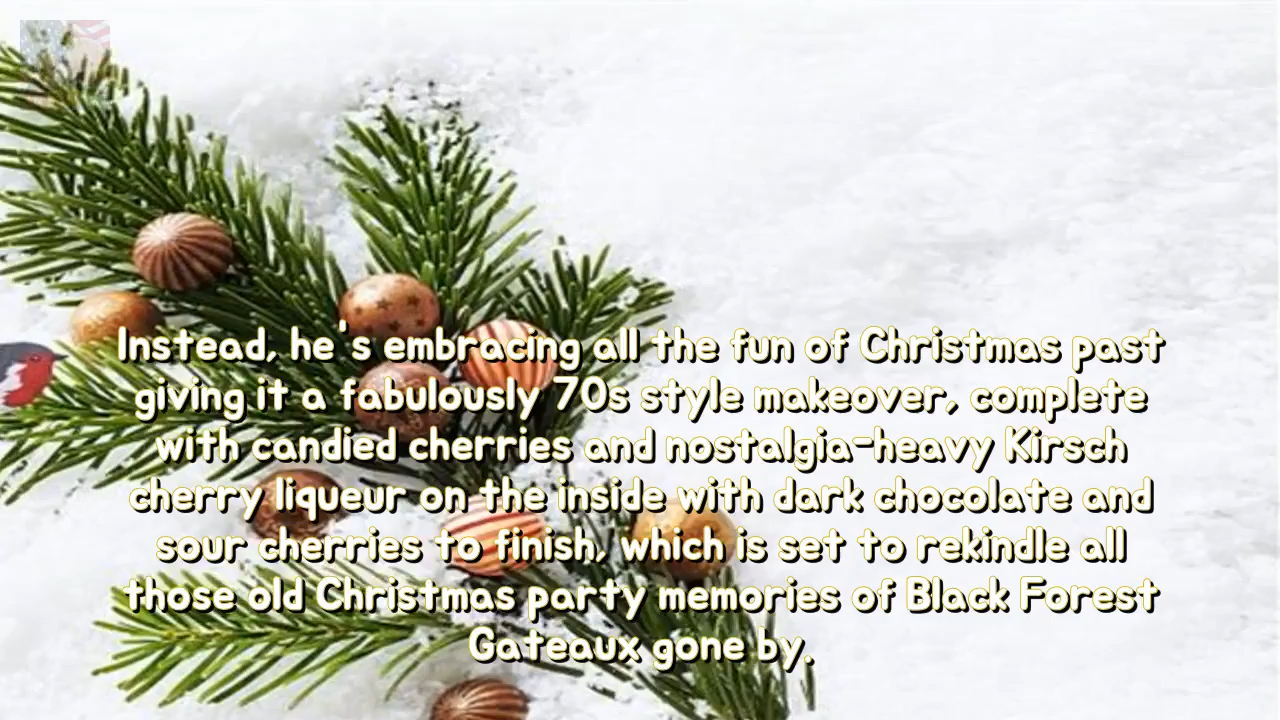 Instead, he's embracing all the fun of Christmas past
giving it a fabulously 70s style makeover, complete
with candied cherries and nostalgia-heavy Kirsch
cherry liqueur on the inside with dark chocolate and
sour cherries to finish, which is set to rekindle all
those old Christmas party memories of Black Forest
Gateaux gone by.